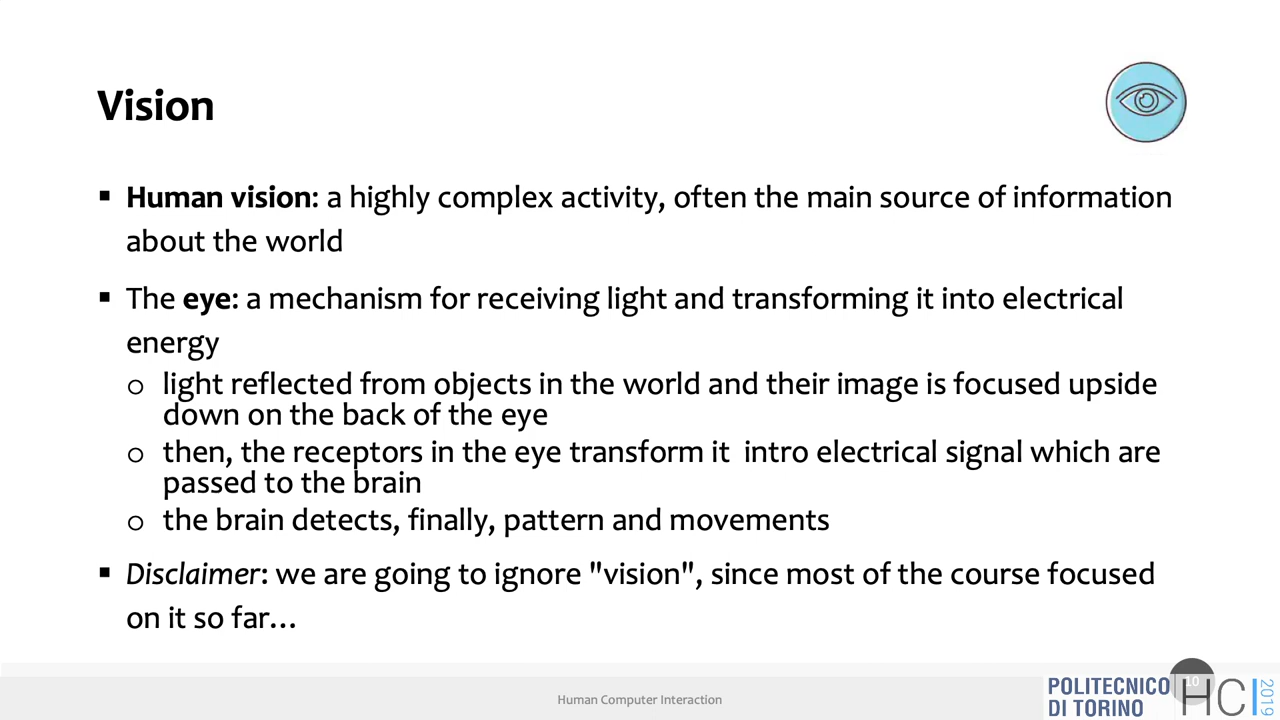 Vision
▪ Human vision: a highly complex activity, often the main source of information
about the world
▪ The eye: a mechanism for receiving light and transforming it into electrical
energy
o light reflected from objects in the world and their image is focused upside
down on the back of the eye
o then, the receptors in the eye transform it  intro electrical signal which are
passed to the brain
o the brain detects, finally, pattern and movements
▪ Disclaimer: we are going to ignore "vision", since most of the course focused
on it so far…
Human Computer Interaction
POLITECNICO
DI TORINO
10
HCI
2019